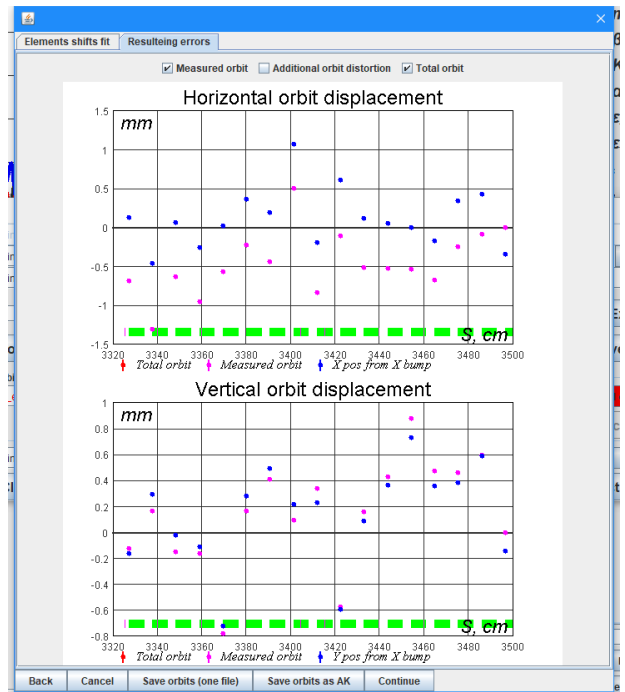 Elements shifts fit Resulteing errors
Measured orbit Additional orbit distortion Total orbit
Horizontal orbit displacement
mm
1.5
1
0.5
0
-0.5
-1
-1.5
S, cm
3320 3340 3360 3380 3400 3420 3440 3460 3480 3500
Total orbit Measured orbit X pos from X bump
Vertical orbit displacement
mm
1
0.8
0.6
0.4
0.2
0
-0.2
-0.4
-0.6
-0.8
S, cm
3320 3340 3360 3380 3400 3420 3440 3460 3480 3500
Total orbit Measured orbit Y pos from X bump
Back Cancel Save orbits (one file) Save orbits as AK Continue